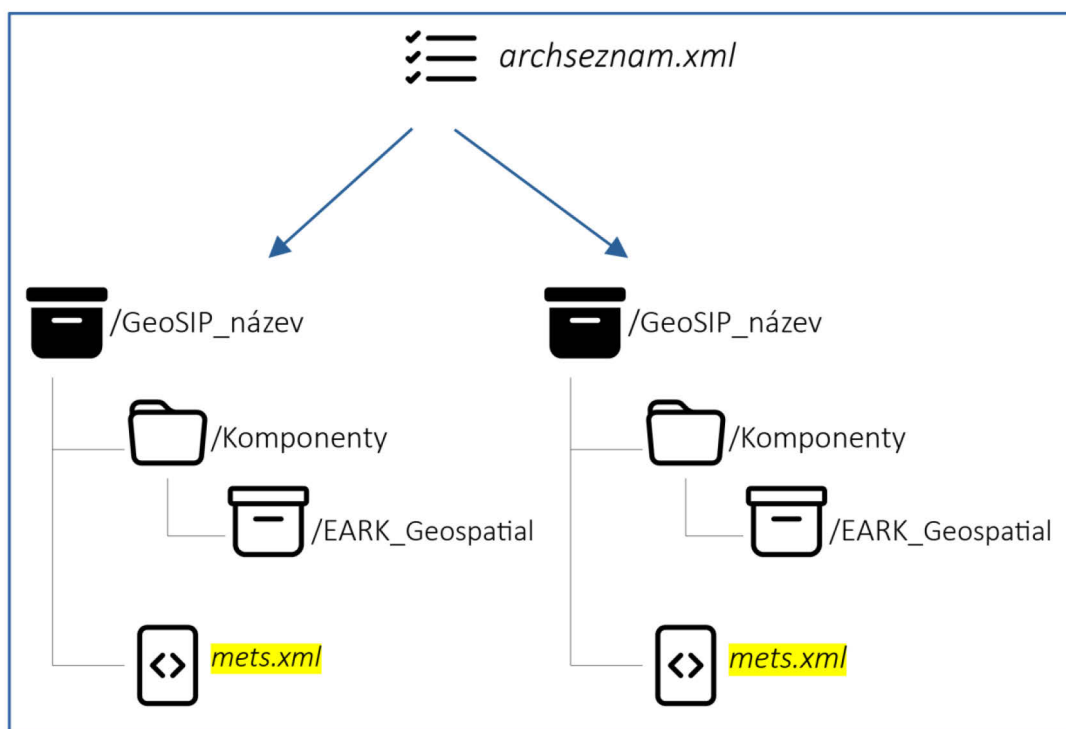 archseznam.xml
/GeoSIP_název
/Komponenty
/EARK_Geospatial
mets.xml
/GeoSIP_název
/Komponenty
/EARK_Geospatial
mets.xml